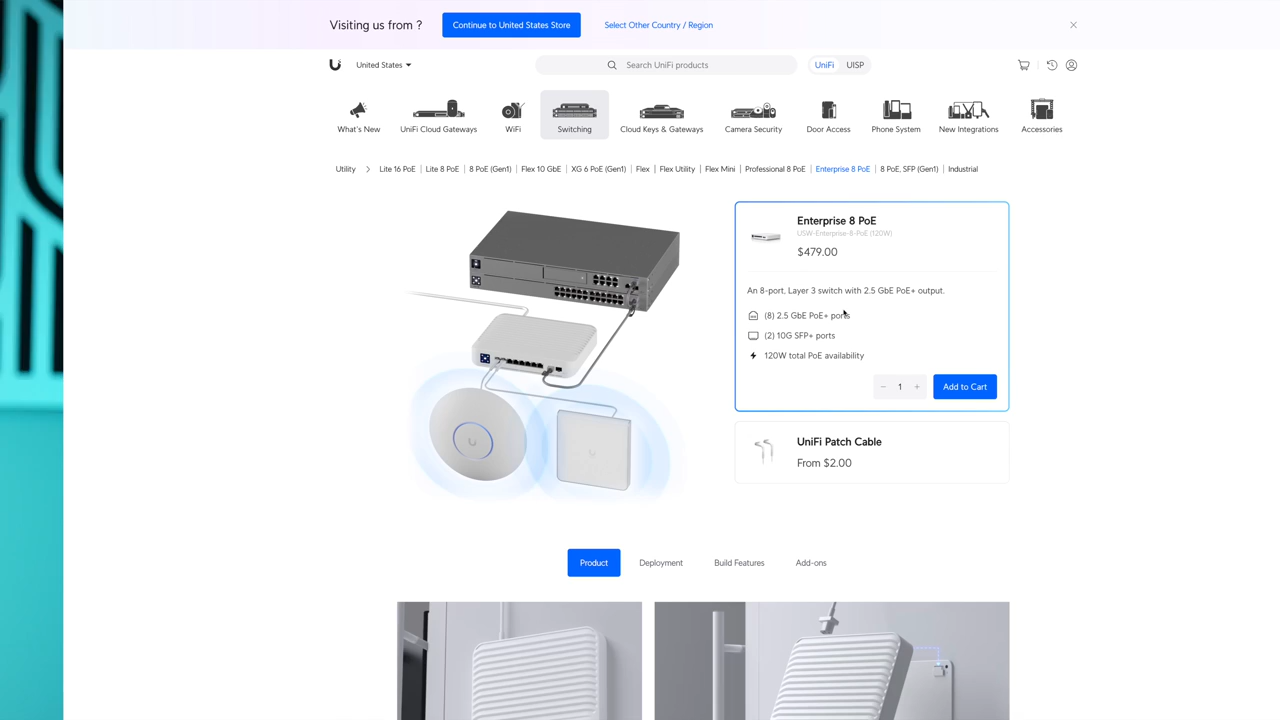 Visiting us from ?
Continue to United States Store
Select Other Country / Region
United States
Search UniFi products
UniFi
UISP
What's New
UniFi Cloud Gateways
WiFi
Switching
Cloud Keys & Gateways
Camera Security
Door Access
Phone System
New Integrations
Accessories
Utility
Lite 16 PoE
Lite 8 PoE
8 PoE (Gen1)
Flex 10 GbE
XG 6 PoE (Gen1)
Flex
Flex Utility
Flex Mini
Professional 8 PoE
Enterprise 8 PoE
8 PoE, SFP (Gen1)
Industrial
Enterprise 8 PoE
USW-Enterprise-8-PoE (120W)
$479.00
An 8-port, Layer 3 switch with 2.5 GbE PoE+ output.
(8) 2.5 GbE PoE+ ports
(2) 10G SFP+ ports
120W total PoE availability
1
Add to Cart
UniFi Patch Cable
From $2.00
Product
Deployment
Build Features
Add-ons